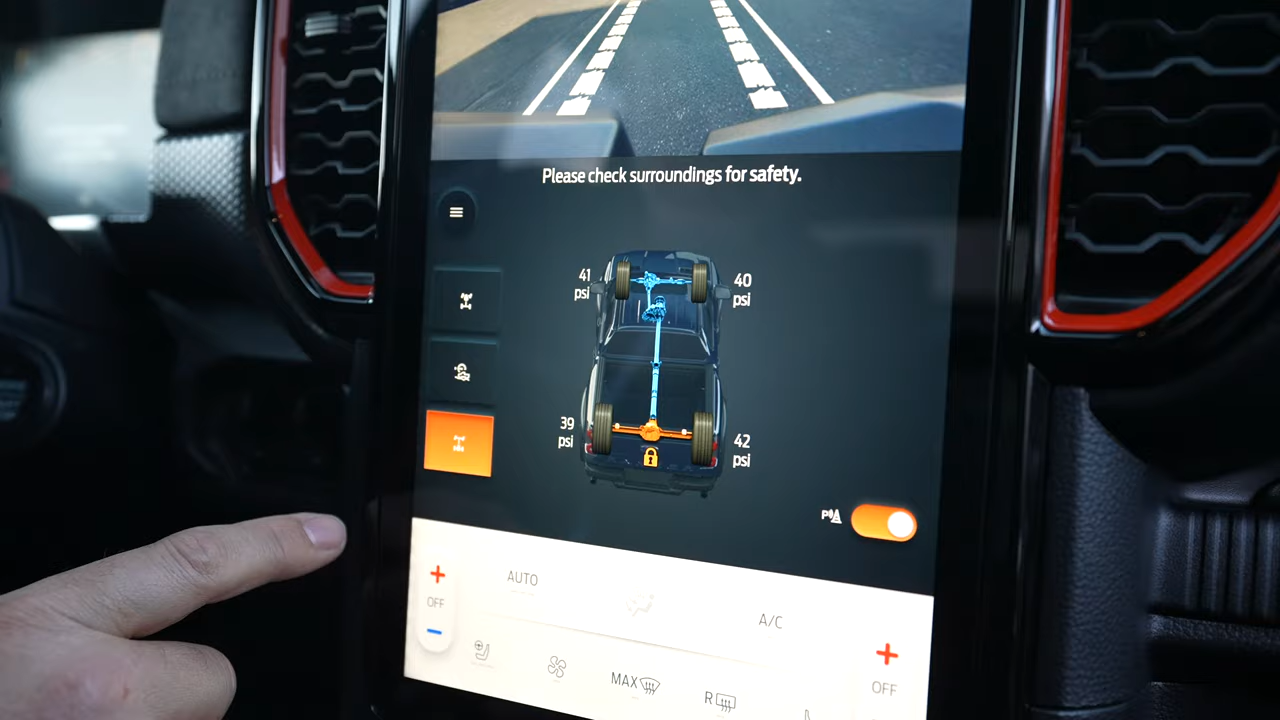 Please check surroundings for safety.
41
psi
40
psi
39
psi
42
psi
P
AUTO
OFF
A/C
MAX
R
OFF